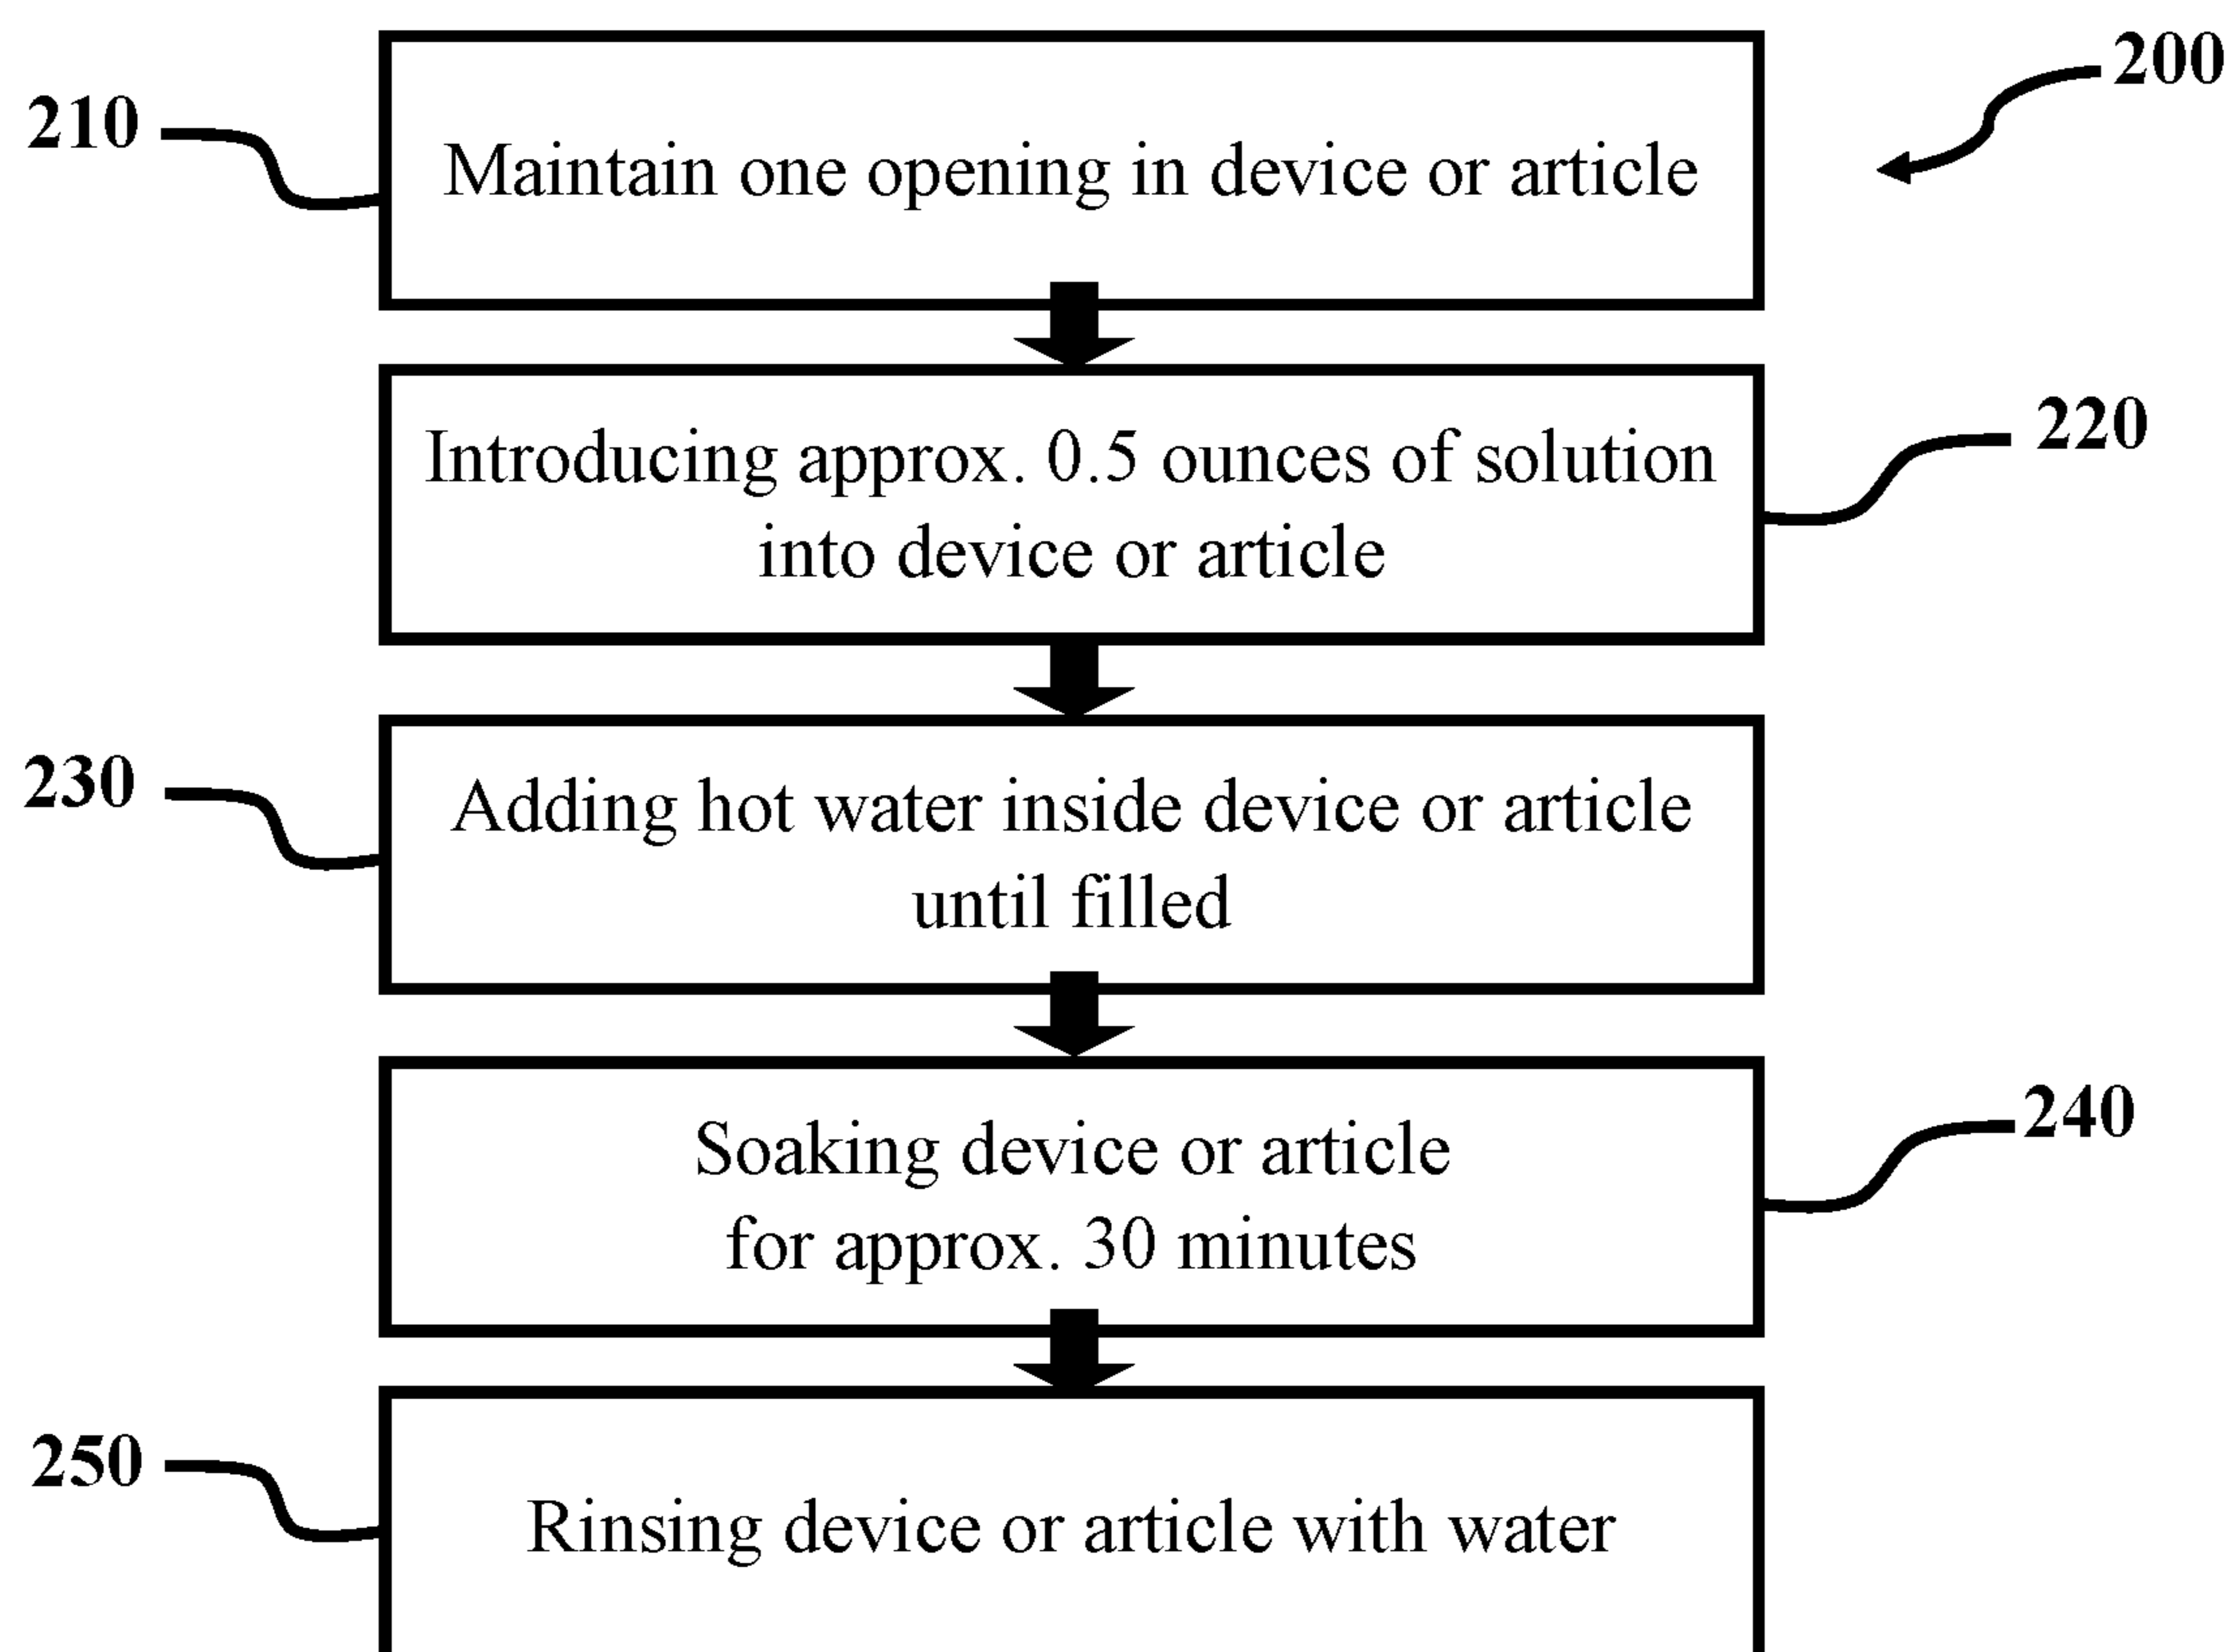 200
210
Maintain one opening in device or article
220
Introducing approx. 0.5 ounces of solution
into device or article
230
Adding hot water inside device or article
until filled
240
Soaking device or article
for approx. 30 minutes
250
Rinsing device or article with water